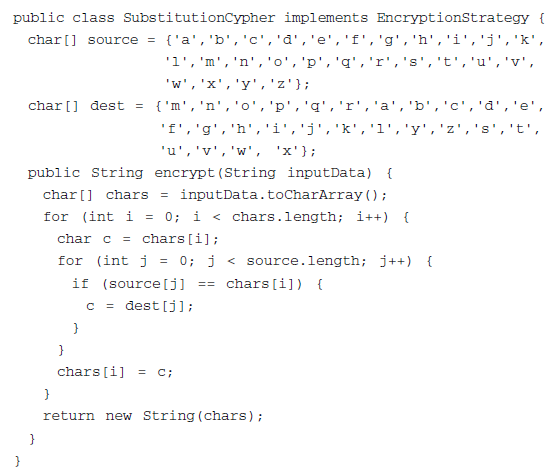 public class SubstitutionCypher implements EncryptionStrategy {
char[] source = {'a','b','c','d','e','f','g','h','i','j','k',
'l','m','n','o','p','q','r','s','t','u','v',
'w','x','y','z'};
char[] dest = {'m','n','o','p','q','r','a','b','c','d','e',
'f','g','h','i','j','k','l','y','z','s','t',
'u','v','w', 'x'};
public String encrypt(String inputData) {
char[] chars = inputData.toCharArray();
for (int i = 0; i < chars.length; i++) {
char c = chars[i];
for (int j = 0; j < source.length; j++) {
if (source[j] == chars[i]) {
c = dest[j];
}
}
chars[i] = c;
}
return new String(chars);
}
}